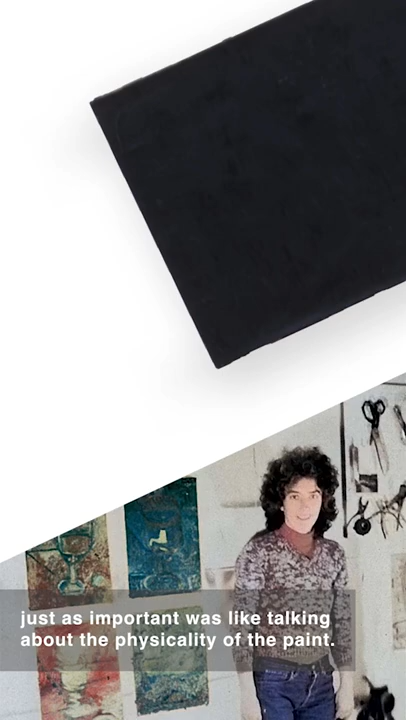 just as important was like talking
about the physicality of the paint.